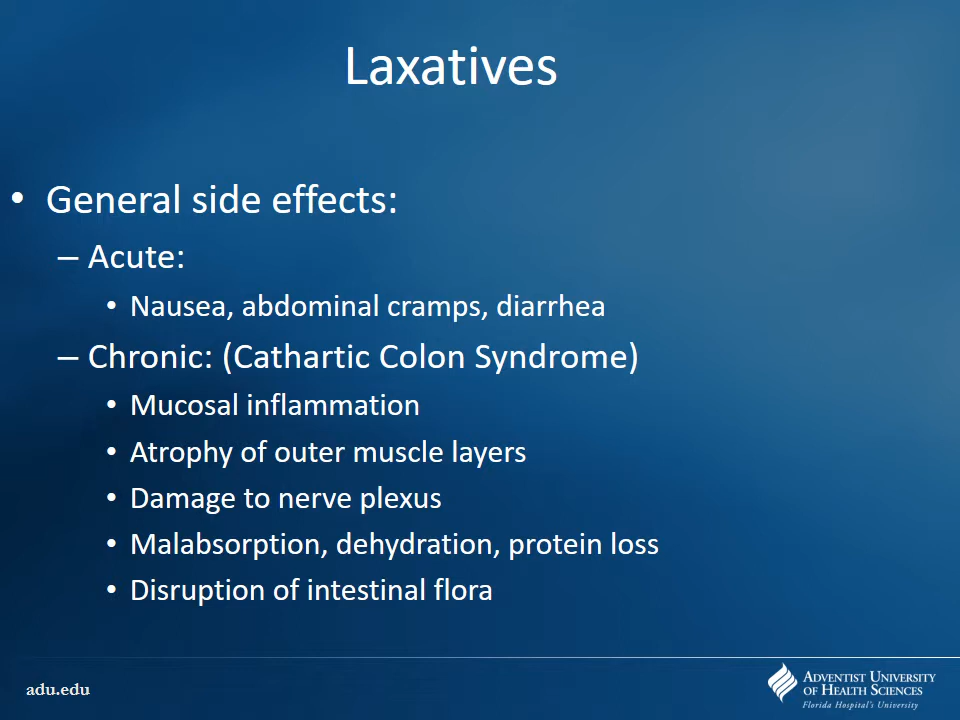 Laxatives
• General side effects:
– Acute:
• Nausea, abdominal cramps, diarrhea
– Chronic: (Cathartic Colon Syndrome)
• Mucosal inflammation
• Atrophy of outer muscle layers
• Damage to nerve plexus
• Malabsorption, dehydration, protein loss
• Disruption of intestinal flora
adu.edu
Adventist University
of Health Sciences
Florida Hospital's University